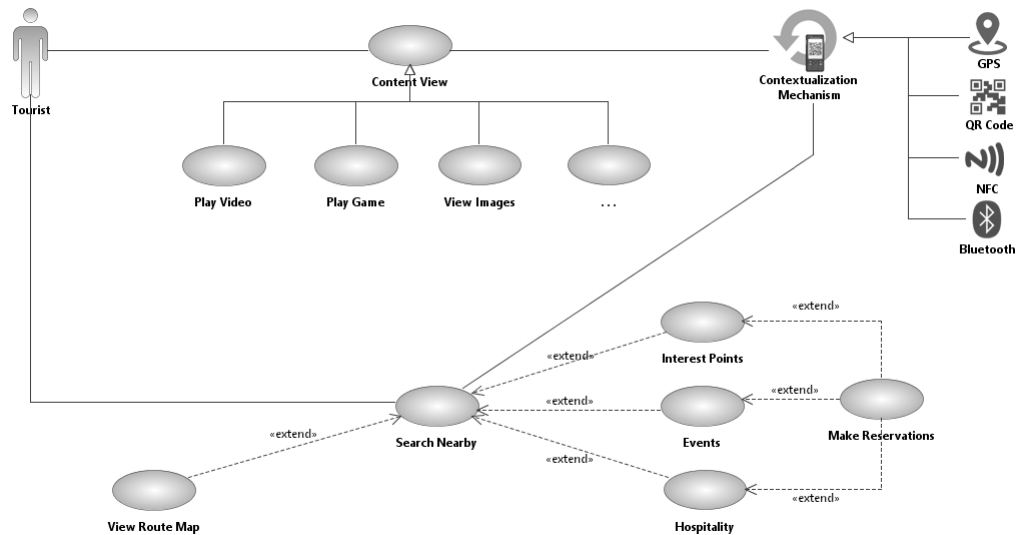 Tourist
Content View
Contextualization
Mechanism
GPS
QR Code
NFC
Bluetooth
Play Video
Play Game
View Images
...
«extend»
Interest Points
«extend»
«extend»
«extend»
Make Reservations
«extend»
Search Nearby
Events
«extend»
«extend»
View Route Map
Hospitality